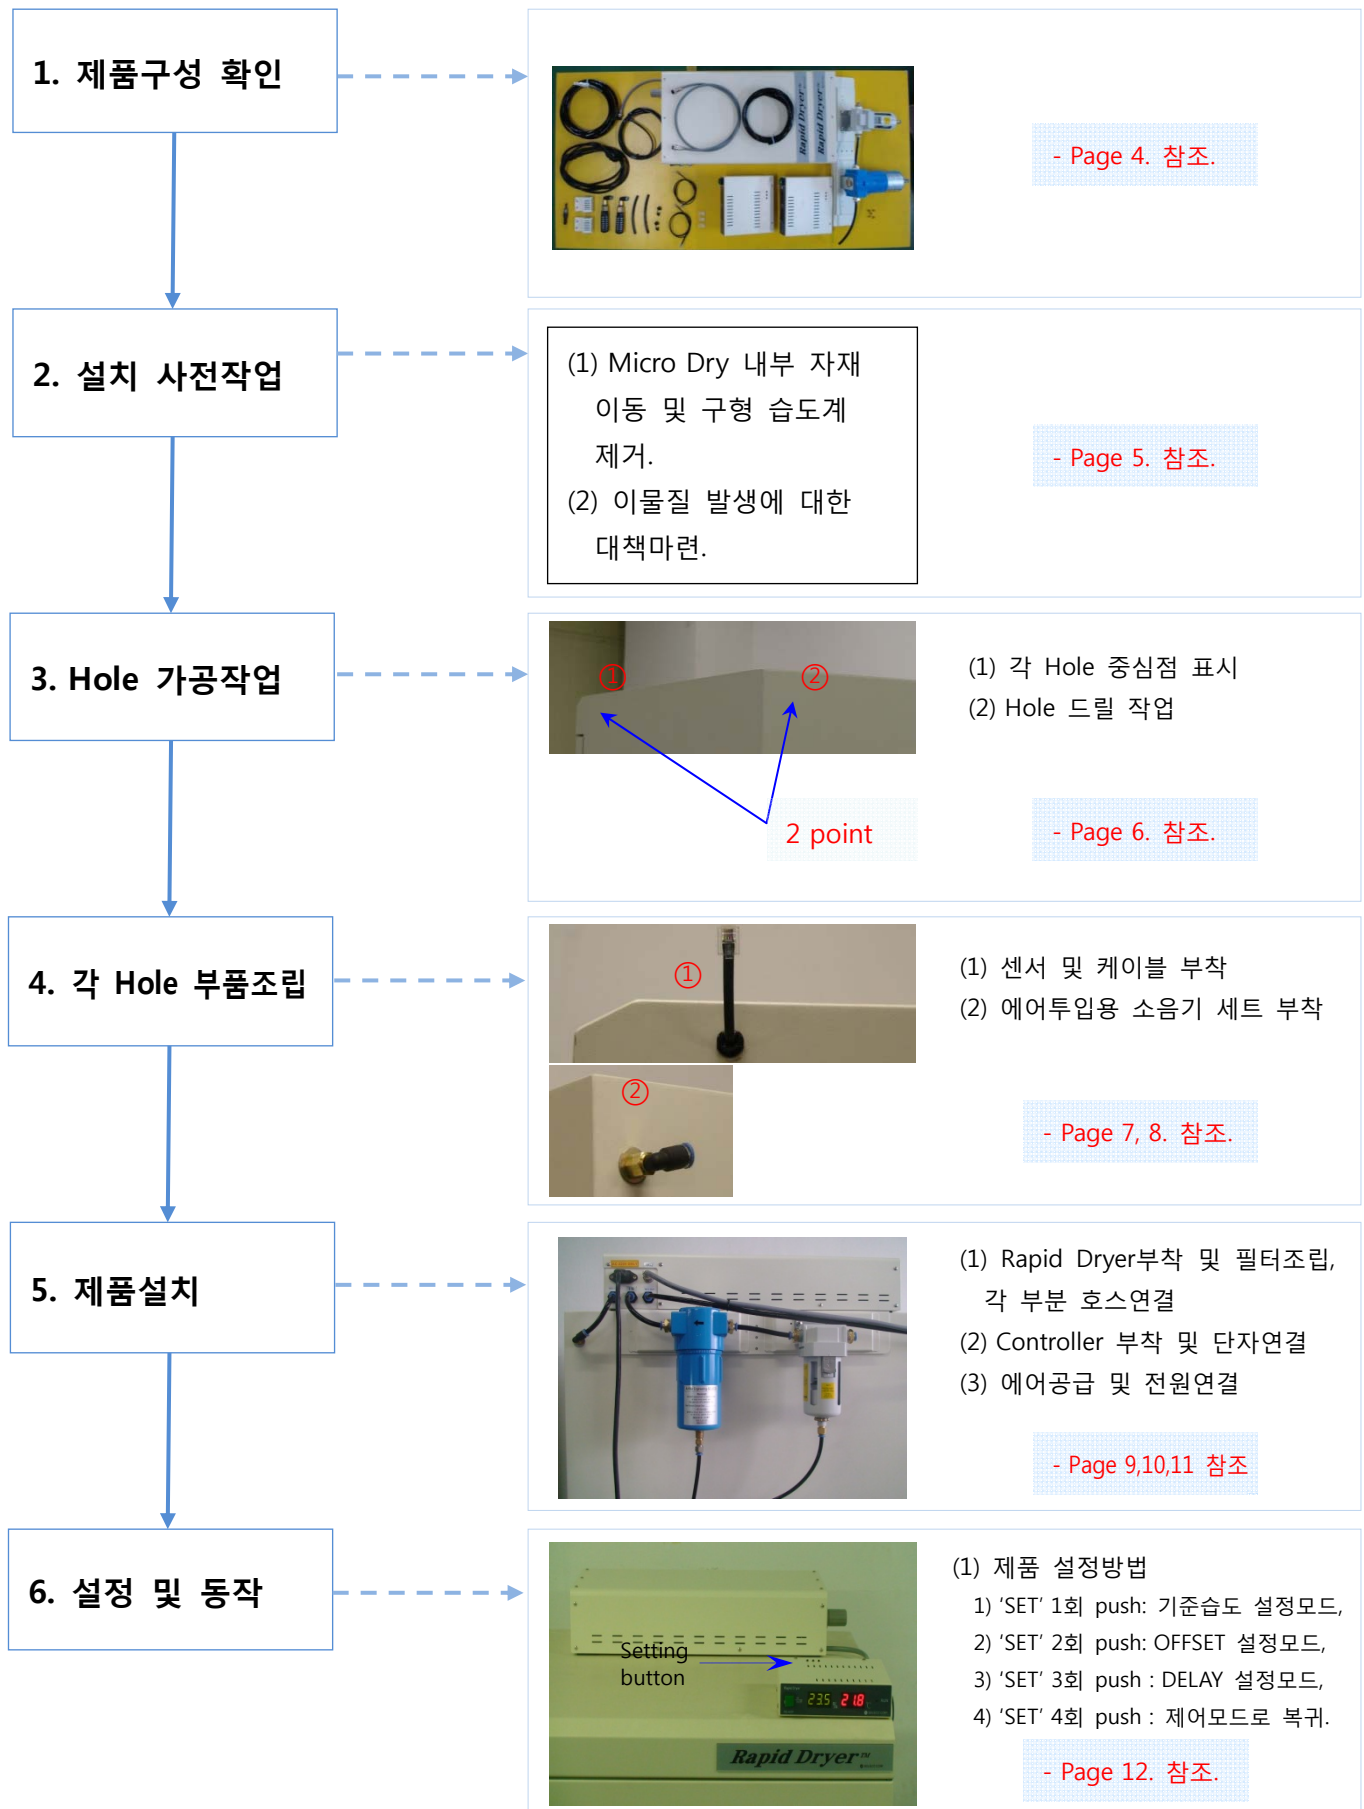 1. 제품구성 확인
Rapid Dryer™
Rapid Dryer™
- Page 4. 참조.
2. 설치 사전작업
(1) Micro Dry 내부 자재
이동 및 구형 습도계
제거.
(2) 이물질 발생에 대한
대책마련.
- Page 5. 참조.
3. Hole 가공작업
① ②
2 point
(1) 각 Hole 중심점 표시
(2) Hole 드릴 작업
- Page 6. 참조.
4. 각 Hole 부품조립
①
②
(1) 센서 및 케이블 부착
(2) 에어투입용 소음기 세트 부착
- Page 7, 8. 참조.
5. 제품설치
(1) Rapid Dryer부착 및 필터조립,
각 부분 호스연결
(2) Controller 부착 및 단자연결
(3) 에어공급 및 전원연결
- Page 9,10,11 참조
6. 설정 및 동작
Setting
button
23.5 21.8
Rapid Dryer™
(1) 제품 설정방법
1) ‘SET’ 1회 push: 기준습도 설정모드,
2) ‘SET’ 2회 push: OFFSET 설정모드,
3) ‘SET’ 3회 push : DELAY 설정모드,
4) ‘SET’ 4회 push : 제어모드로 복귀.
- Page 12. 참조.